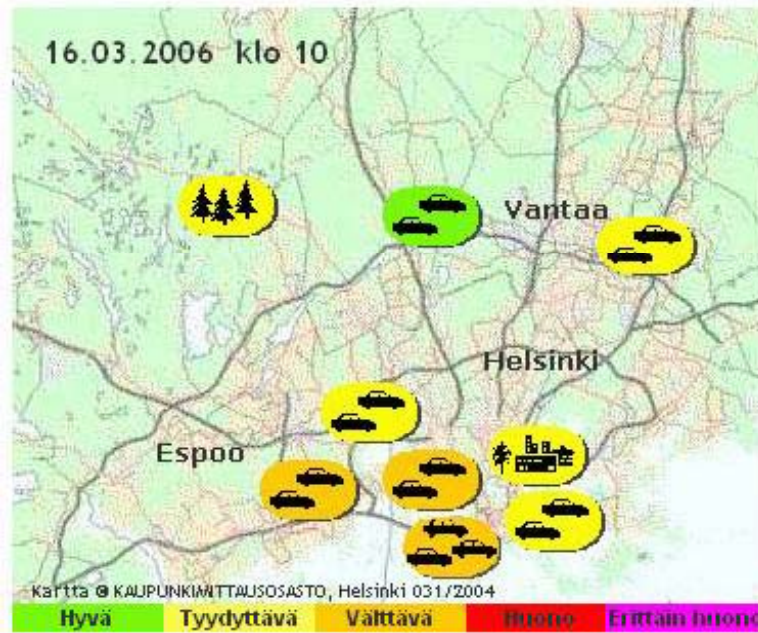 16.03.2006 klo 10
Vantaa
Helsinki
Espoo
Kartta © KAUPUNKIMITTAUSOSASTO, Helsinki 031/2004
Hyvä Tyydyttävä Välttävä Huono Erittäin huono